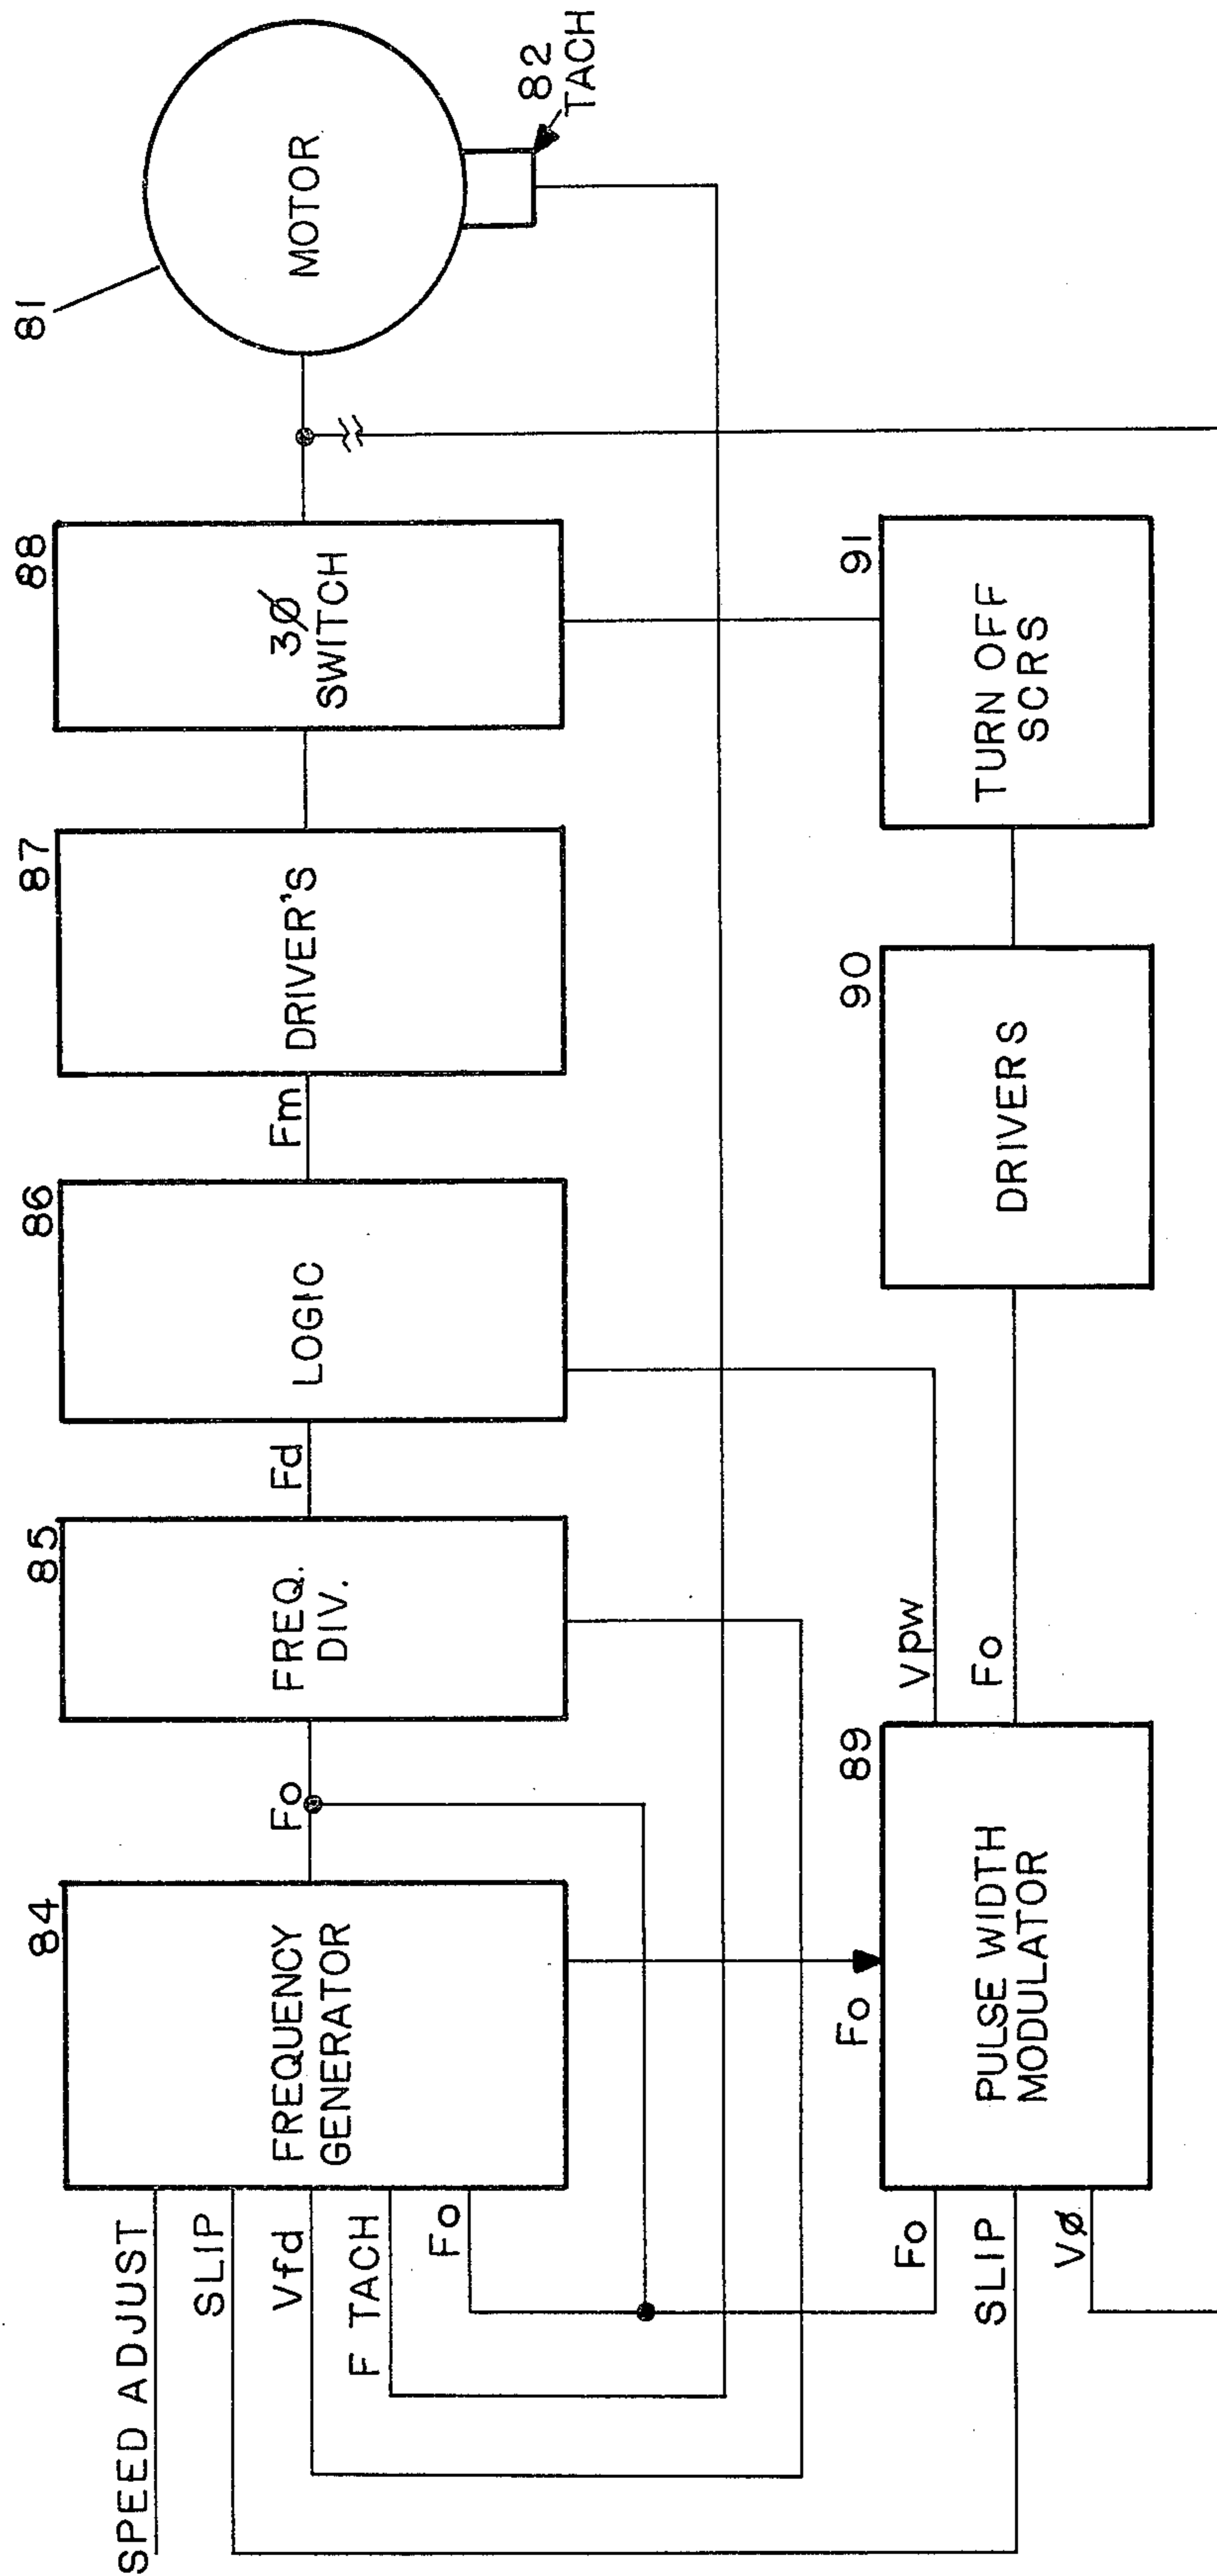 SPEED ADJUST
SLIP
Vfd
F TACH
Fo
84
FREQUENCY
GENERATOR
Fo
85
FREQ.
DIV.
Fd
86
LOGIC
Fm
87
DRIVER'S
88
3Ø
SWITCH
81
MOTOR
82
TACH
Fo
SLIP
VØ
Fo
89
PULSE WIDTH
MODULATOR
Vpw
Fo
90
DRIVERS
91
TURN OFF
SCRS